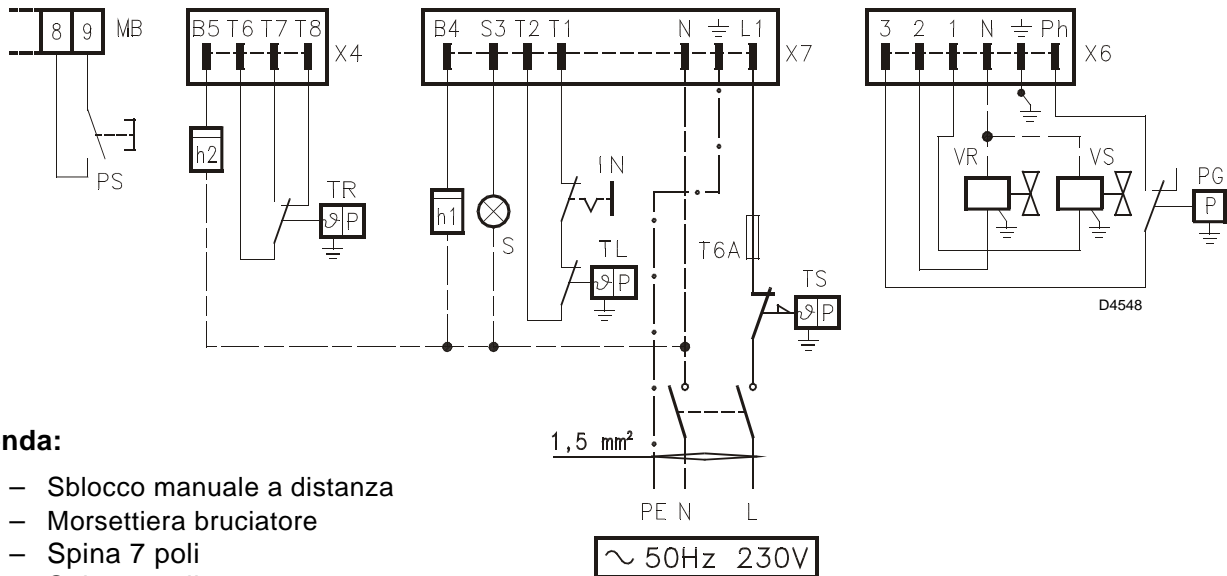 8 9 MB
B5 T6 T7 T8
X4
B4 S3 T2 T1 N L1
X7
3 2 1 N Ph
X6
PS
h2
TR
ϑ P
h1
S
IN
TL
ϑ P
T6A
TS
ϑ P
VR VS
PG
P
D4548
1,5 mm²
PE N L
~ 50Hz 230V
nda:
– Sblocco manuale a distanza
– Morsettiera bruciatore
– Spina 7 poli